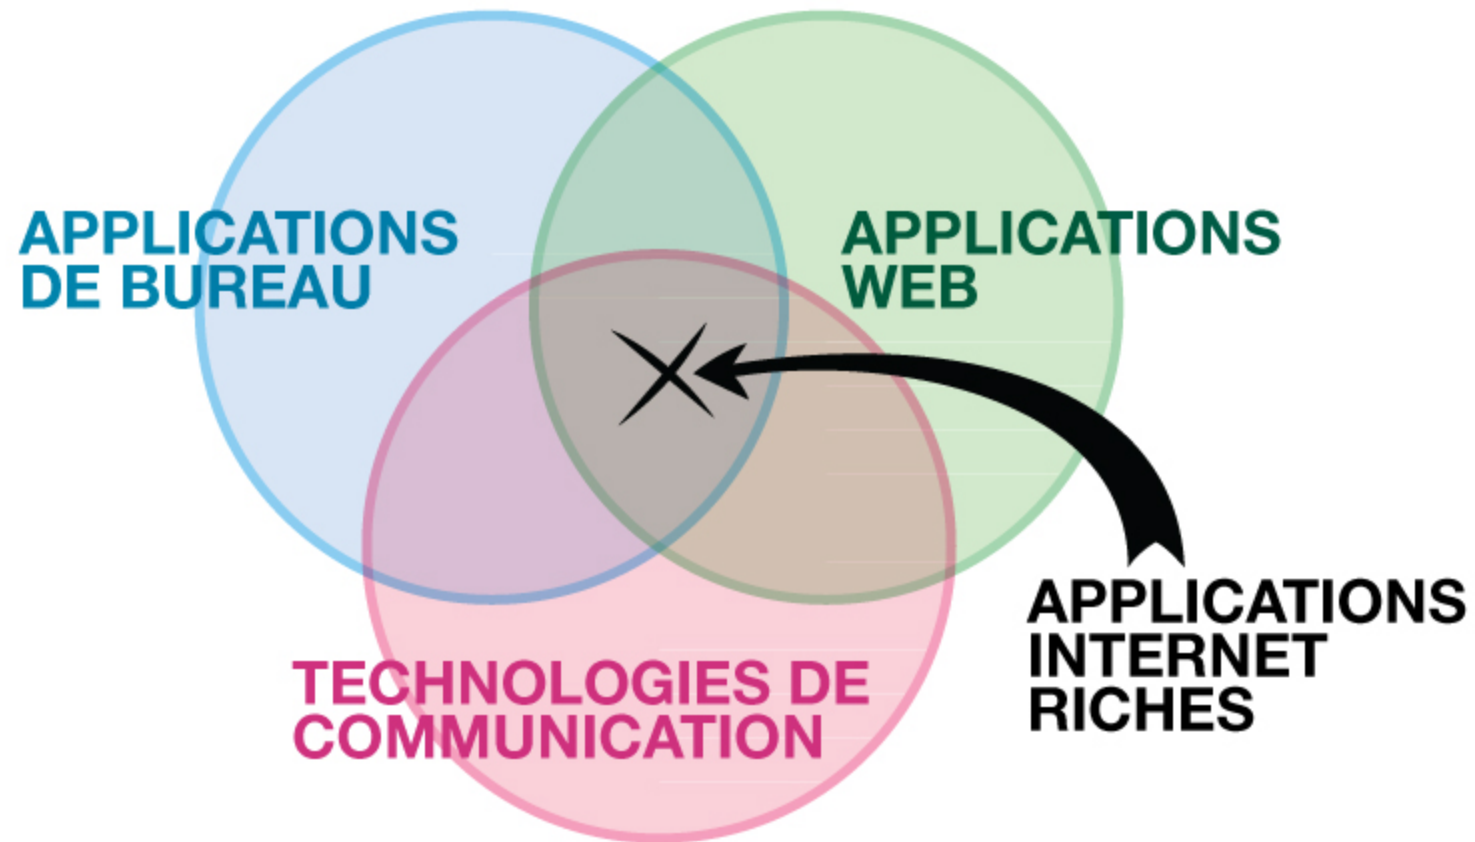 APPLICATIONS
DE BUREAU
APPLICATIONS
WEB
TECHNOLOGIES DE
COMMUNICATION
APPLICATIONS
INTERNET
RICHES